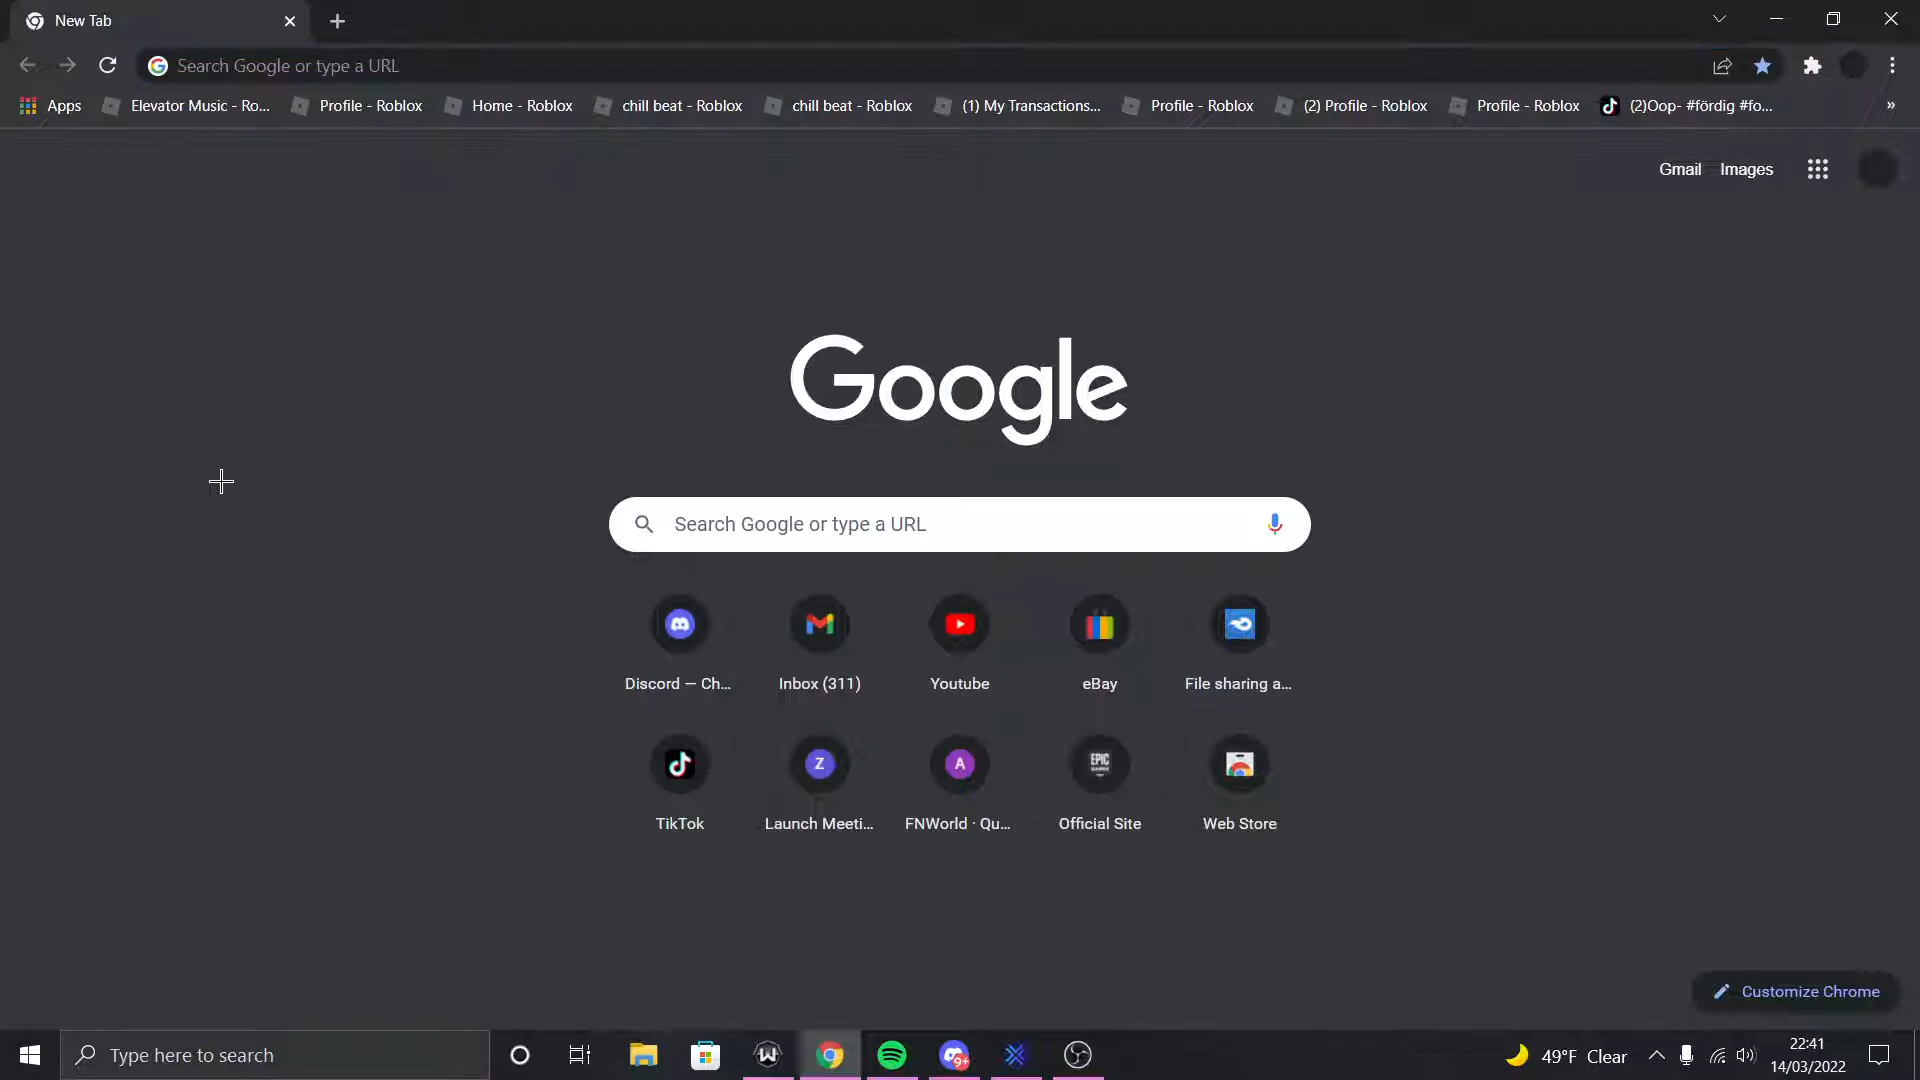 New Tab
Search Google or type a URL
Apps Elevator Music - Ro... Profile - Roblox Home - Roblox chill beat - Roblox chill beat - Roblox (1) My Transactions... Profile - Roblox (2) Profile - Roblox Profile - Roblox (2)Oop- #fördig #fo... »
Gmail Images
Google
Search Google or type a URL
Discord — Ch... Inbox (311) Youtube eBay File sharing a...
Z A EPIC GAMES
TikTok Launch Meeti... FNWorld · Qu... Official Site Web Store
Customize Chrome
Type here to search 9+ 49°F Clear 22:41
14/03/2022